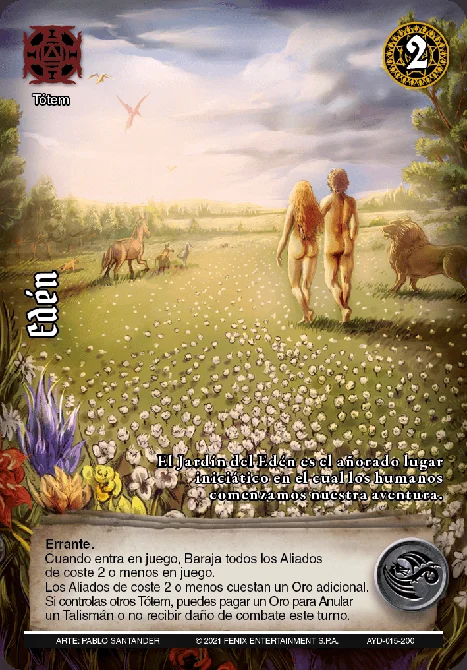 2
Tótem
Edén
El Jardín del Edén es el añorado lugar
iniciático en el cual los humanos
comenzamos nuestra aventura.
Errante.
Cuando entra en juego, Baraja todos los Aliados
de coste 2 o menos en juego.
Los Aliados de coste 2 o menos cuestan un Oro adicional.
Si controlas otros Tótem, puedes pagar un Oro para Anular
un Talismán o no recibir daño de combate este turno.
ARTE: PABLO SANTANDER © 2021 FENIX ENTERTAINMENT S.P.A. AYD-015-200